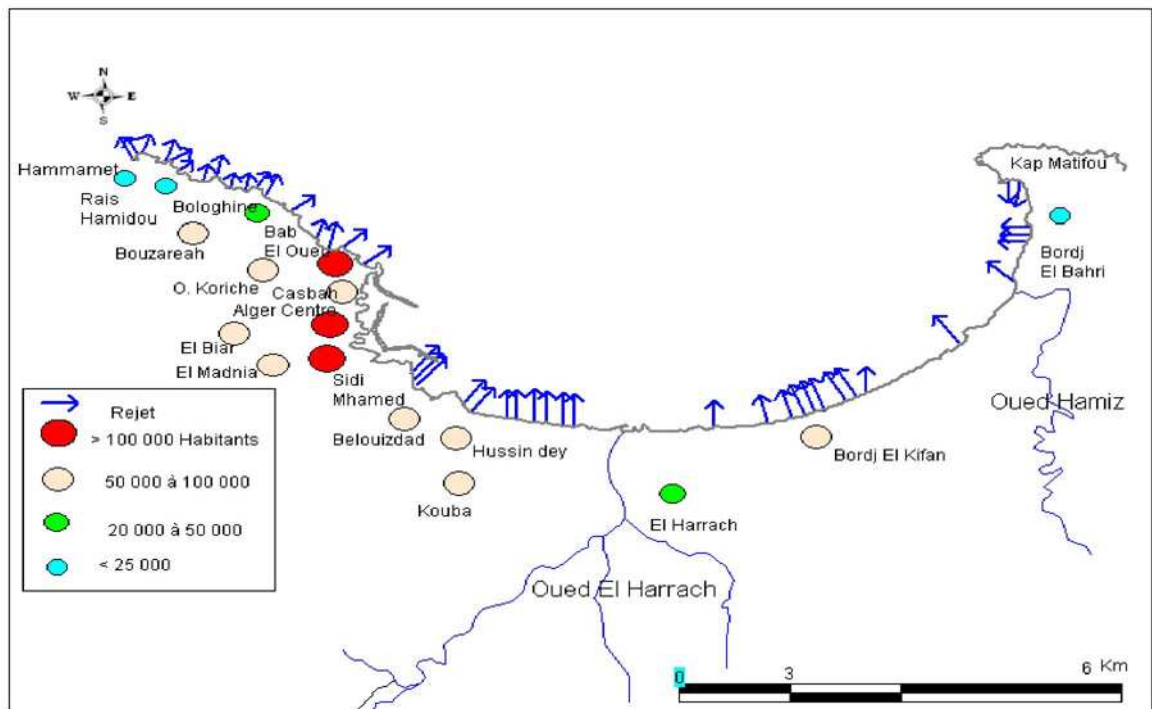 N
W E
S
Hammamet
Rais
Hamidou
Bologhine
Bouzareah
Bab
El Oued
O. Koriche
Casbah
Alger Centre
El Biar
El Madnia
Sidi
Mhamed
Belouizdad
Hussin dey
Kouba
El Harrach
Bordj El Kifan
Kap Matifou
Bordj
El Bahri
Oued Hamiz
Oued El Harrach
Rejet
> 100 000 Habitants
50 000 à 100 000
20 000 à 50 000
< 25 000
0 3 6 Km